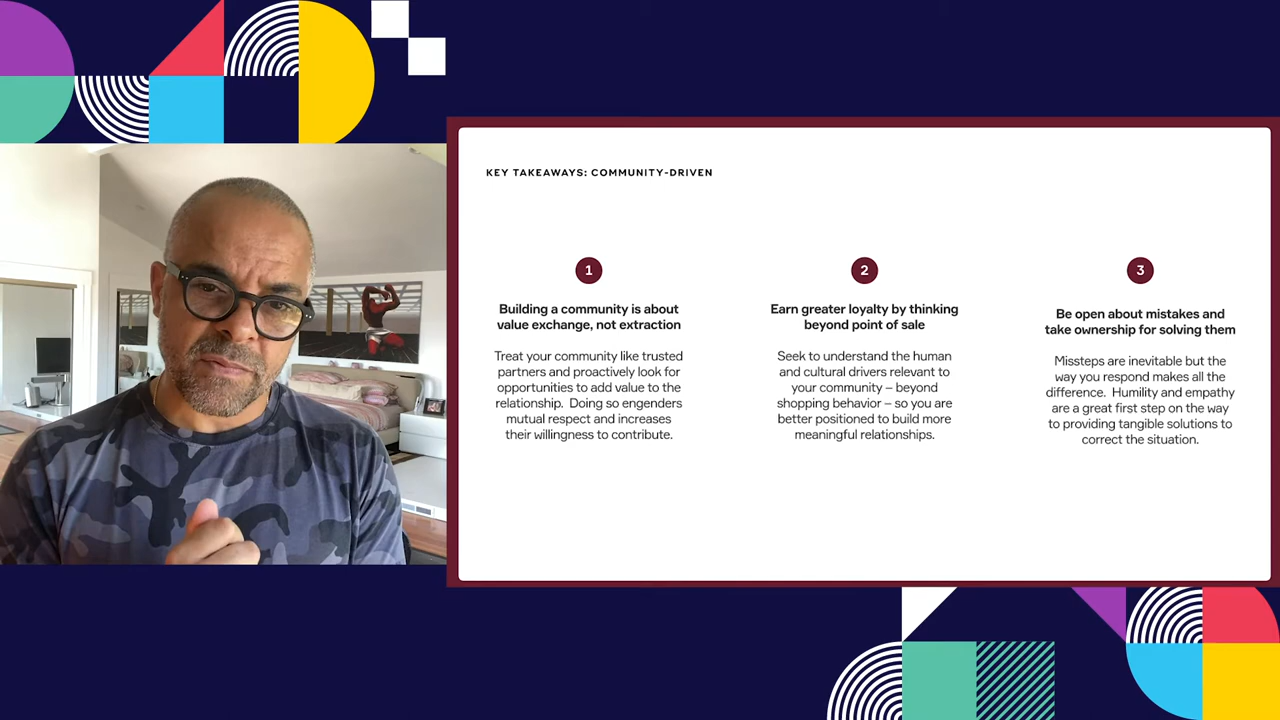 KEY TAKEAWAYS: COMMUNITY-DRIVEN
1
Building a community is about
value exchange, not extraction
Treat your community like trusted
partners and proactively look for
opportunities to add value to the
relationship. Doing so engenders
mutual respect and increases
their willingness to contribute.
2
Earn greater loyalty by thinking
beyond point of sale
Seek to understand the human
and cultural drivers relevant to
your community – beyond
shopping behavior – so you are
better positioned to build more
meaningful relationships.
3
Be open about mistakes and
take ownership for solving them
Missteps are inevitable but the
way you respond makes all the
difference. Humility and empathy
are a great first step on the way
to providing tangible solutions to
correct the situation.